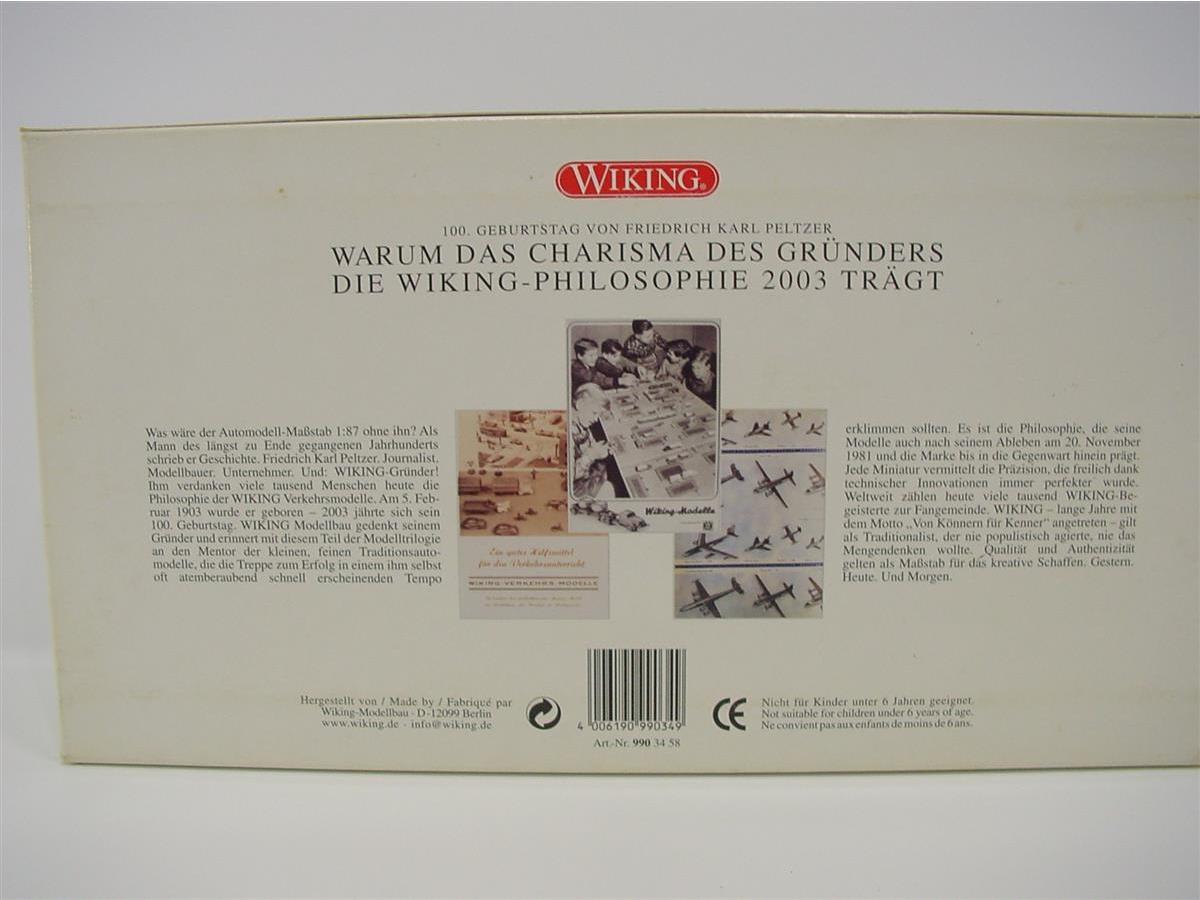 WIKING®
100. GEBURTSTAG VON FRIEDRICH KARL PELTZER
WARUM DAS CHARISMA DES GRÜNDERS
DIE WIKING-PHILOSOPHIE 2003 TRÄGT
Was wäre der Automodell-Maßstab 1:87 ohne ihn? Als
Mann des längst zu Ende gegangenen Jahrhunderts
schrieb er Geschichte. Friedrich Karl Peltzer. Journalist.
Modellbauer. Unternehmer. Und: WIKING-Gründer!
Ihm verdanken viele tausend Menschen heute die
Philosophie der WIKING Verkehrsmodelle. Am 5. Feb-
ruar 1903 wurde er geboren – 2003 jährte sich sein
100. Geburtstag. WIKING Modellbau gedenkt seinem
Gründer und erinnert mit diesem Teil der Modelltrilogie
an den Mentor der kleinen, feinen Traditionsauto-
modelle, die die Treppe zum Erfolg in einem ihm selbst
oft atemberaubend schnell erscheinenden Tempo
Wiking-Modelle
Ein gutes Hilfsmittel
für den Verkehrsunterricht
WIKING-VERKEHRS-MODELLE
erklimmen sollten. Es ist die Philosophie, die seine
Modelle auch nach seinem Ableben am 20. November
1981 und die Marke bis in die Gegenwart hinein prägt.
Jede Miniatur vermittelt die Präzision, die freilich dank
technischer Innovationen immer perfekter wurde.
Weltweit zählen heute viele tausend WIKING-Be-
geisterte zur Fangemeinde. WIKING – lange Jahre mit
dem Motto „Von Könnern für Kenner“ angetreten – gilt
als Traditionalist, der nie populistisch agierte, nie das
Mengendenken wollte. Qualität und Authentizität
gelten als Maßstab für das kreative Schaffen. Gestern.
Heute. Und Morgen.
Hergestellt von / Made by / Fabriqué par
Wiking-Modellbau · D-12099 Berlin
www.wiking.de · info@wiking.de
4 006190 990349
Art.-Nr. 990 34 58
CE
Nicht für Kinder unter 6 Jahren geeignet.
Not suitable for children under 6 years of age.
Ne convient pas aux enfants de moins de 6 ans.